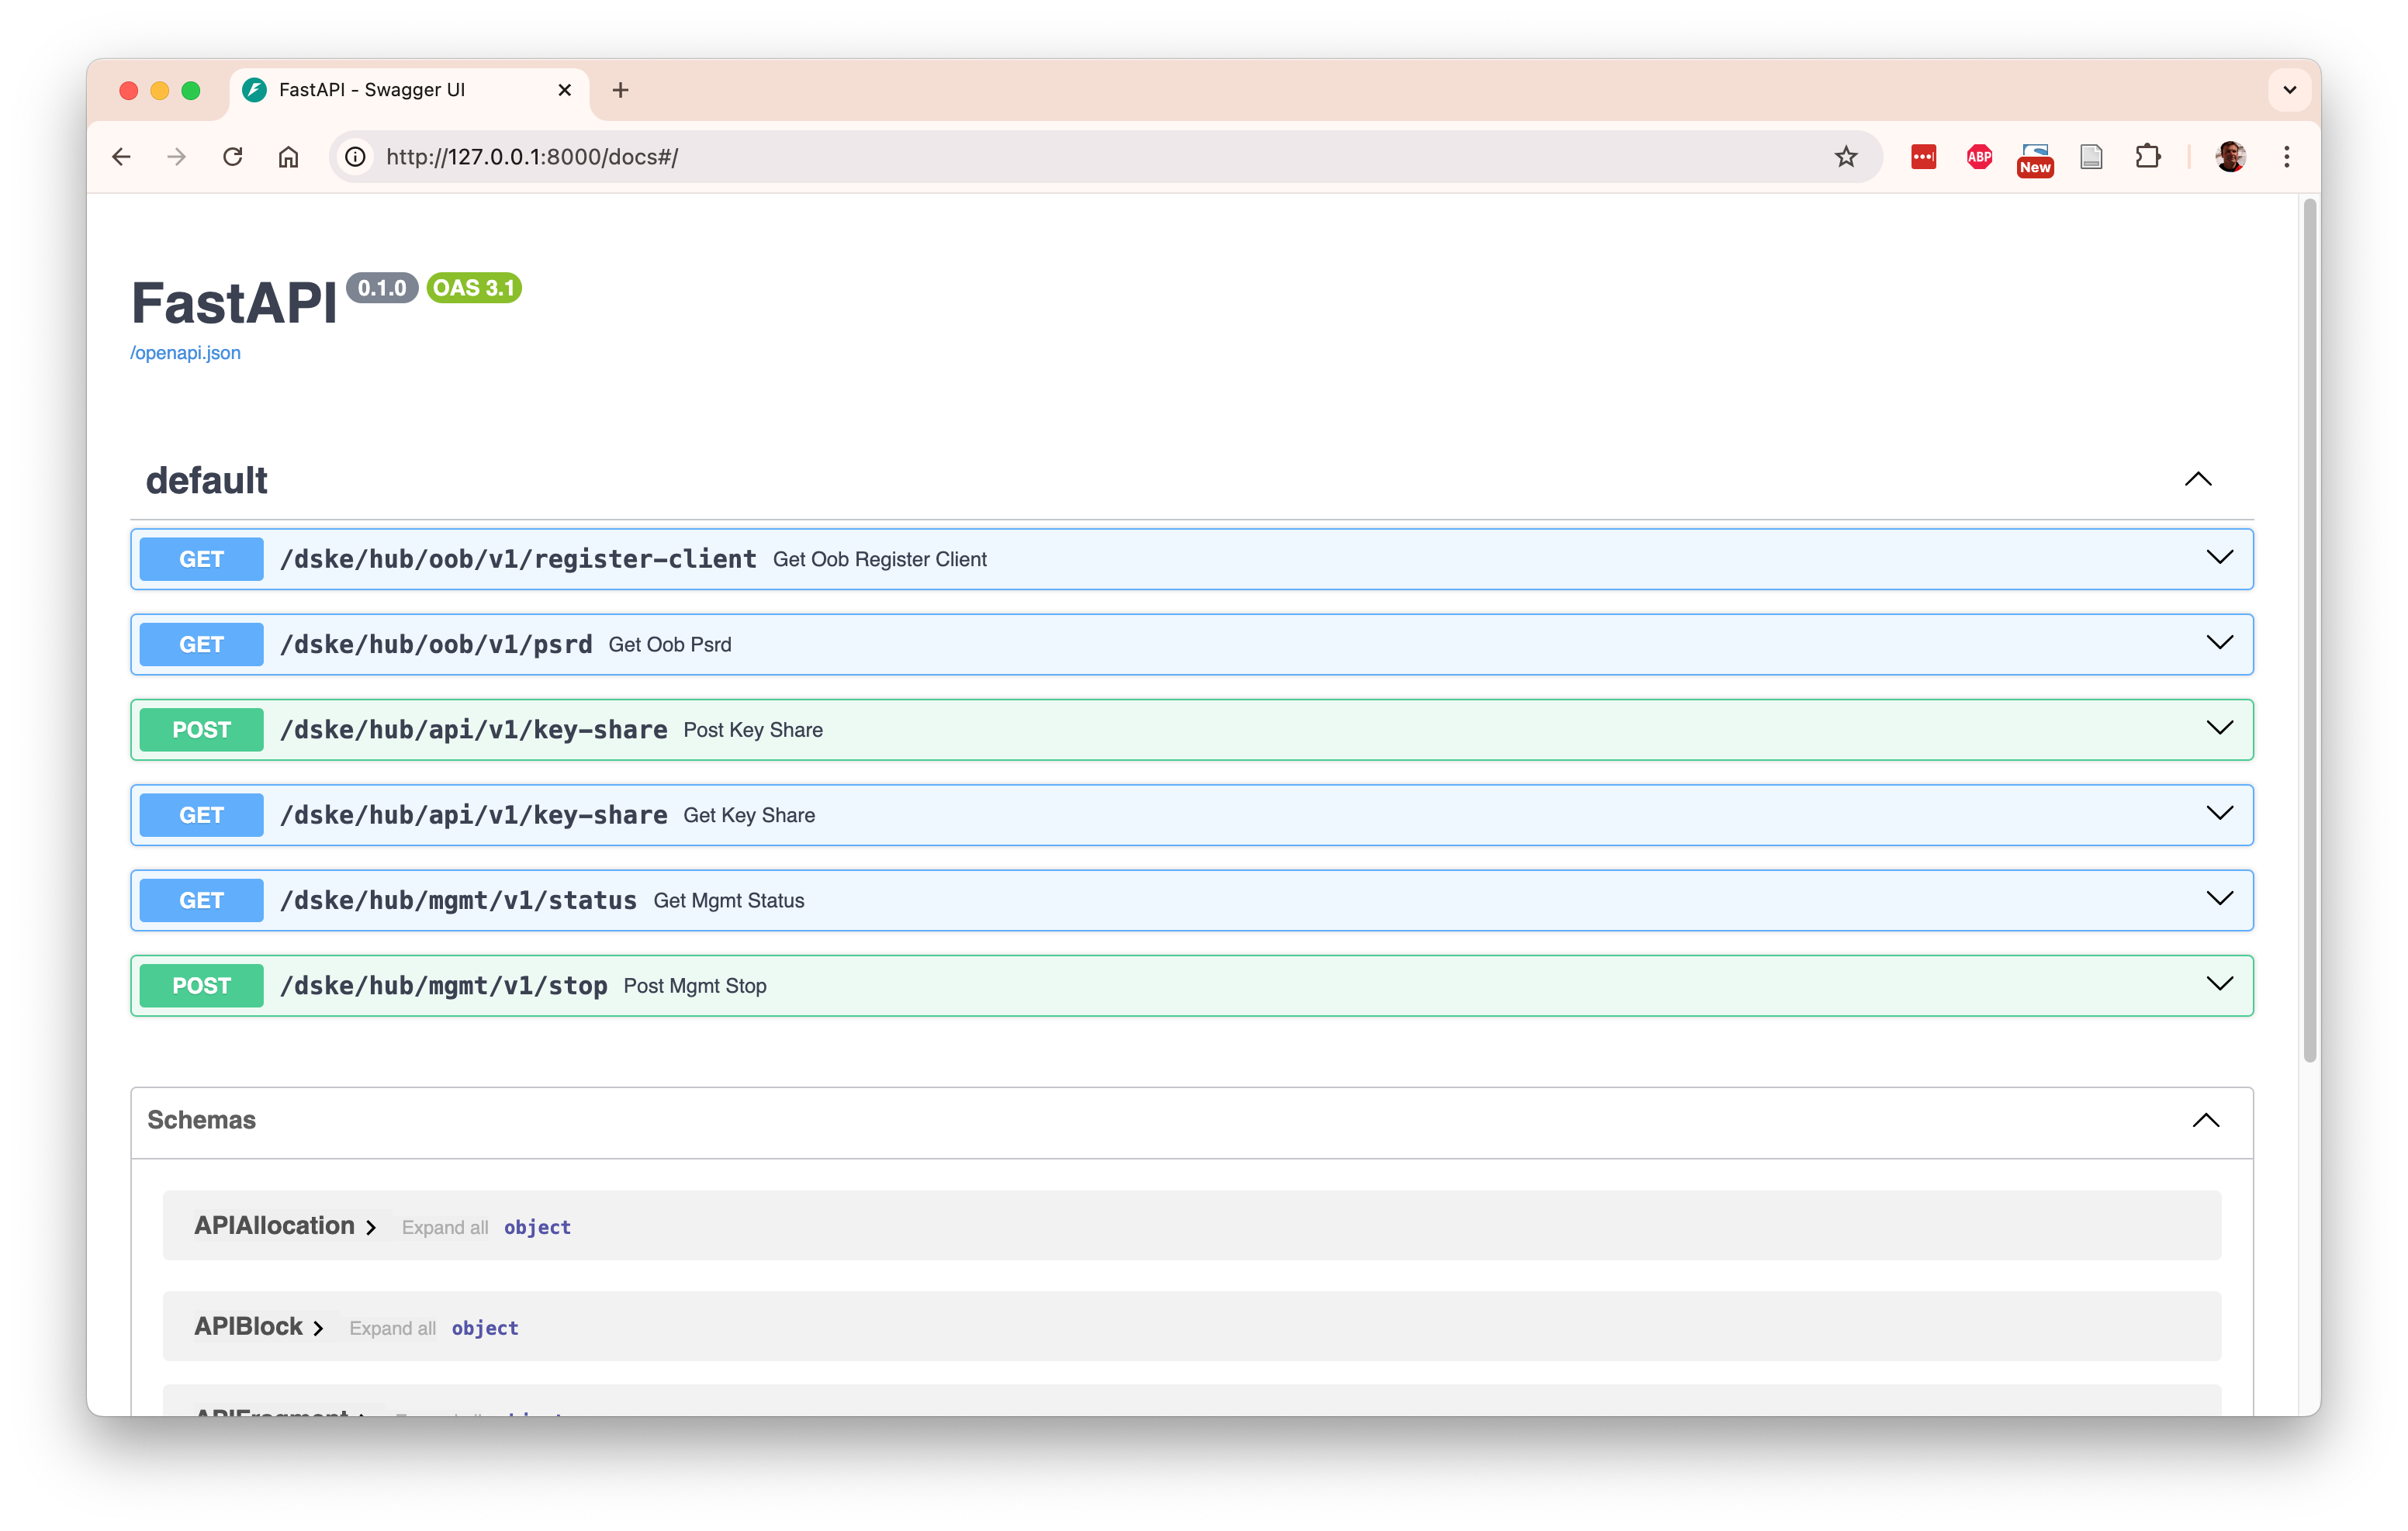 FastAPI - Swagger UI
http://127.0.0.1:8000/docs#/
ABP
New
FastAPI 0.1.0 OAS 3.1
/openapi.json
default
GET /dske/hub/oob/v1/register-client Get Oob Register Client
GET /dske/hub/oob/v1/psrd Get Oob Psrd
POST /dske/hub/api/v1/key-share Post Key Share
GET /dske/hub/api/v1/key-share Get Key Share
GET /dske/hub/mgmt/v1/status Get Mgmt Status
POST /dske/hub/mgmt/v1/stop Post Mgmt Stop
Schemas
APIAllocation Expand all object
APIBlock Expand all object
APIFragment